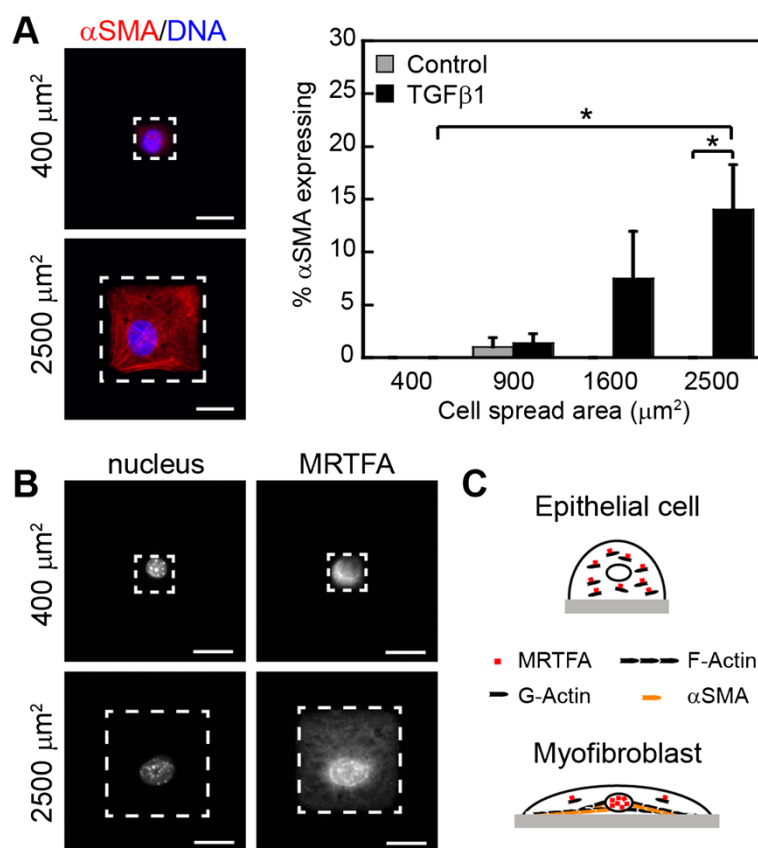 A
αSMA/DNA
400 μm²
2500 μm²
% αSMA expressing
30
25
20
15
10
5
0
Control
TGFβ1
*
*
400 900 1600 2500
Cell spread area (μm²)
B
nucleus MRTFA
400 μm²
2500 μm²
C
Epithelial cell
MRTFA F-Actin
G-Actin αSMA
Myofibroblast